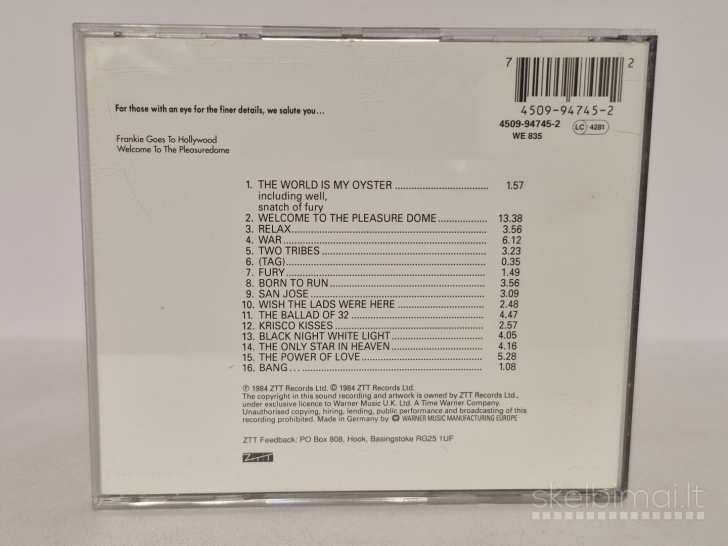 7 2
4509-94745-2
4509-94745-2 LC 4281
WE 835
For those with an eye for the finer details, we salute you...
Frankie Goes To Hollywood
Welcome To The Pleasuredome
1. THE WORLD IS MY OYSTER 1.57
including well,
snatch of fury
2. WELCOME TO THE PLEASURE DOME 13.38
3. RELAX 3.56
4. WAR 6.12
5. TWO TRIBES 3.23
6. (TAG) 0.35
7. FURY 1.49
8. BORN TO RUN 3.56
9. SAN JOSE 3.09
10. WISH THE LADS WERE HERE 2.48
11. THE BALLAD OF 32 4.47
12. KRISCO KISSES 2.57
13. BLACK NIGHT WHITE LIGHT 4.05
14. THE ONLY STAR IN HEAVEN 4.16
15. THE POWER OF LOVE 5.28
16. BANG... 1.08
℗ 1984 ZTT Records Ltd. © 1984 ZTT Records Ltd.
The copyright in this sound recording and artwork is owned by ZTT Records Ltd.,
under exclusive licence to Warner Music U.K. Ltd. A Time Warner Company.
Unauthorised copying, hiring, lending, public performance and broadcasting of this
recording prohibited. Made in Germany by WARNER MUSIC MANUFACTURING EUROPE
ZTT Feedback: PO Box 808, Hook, Basingstoke RG25 1UF
ZTT
skelbimai.lt